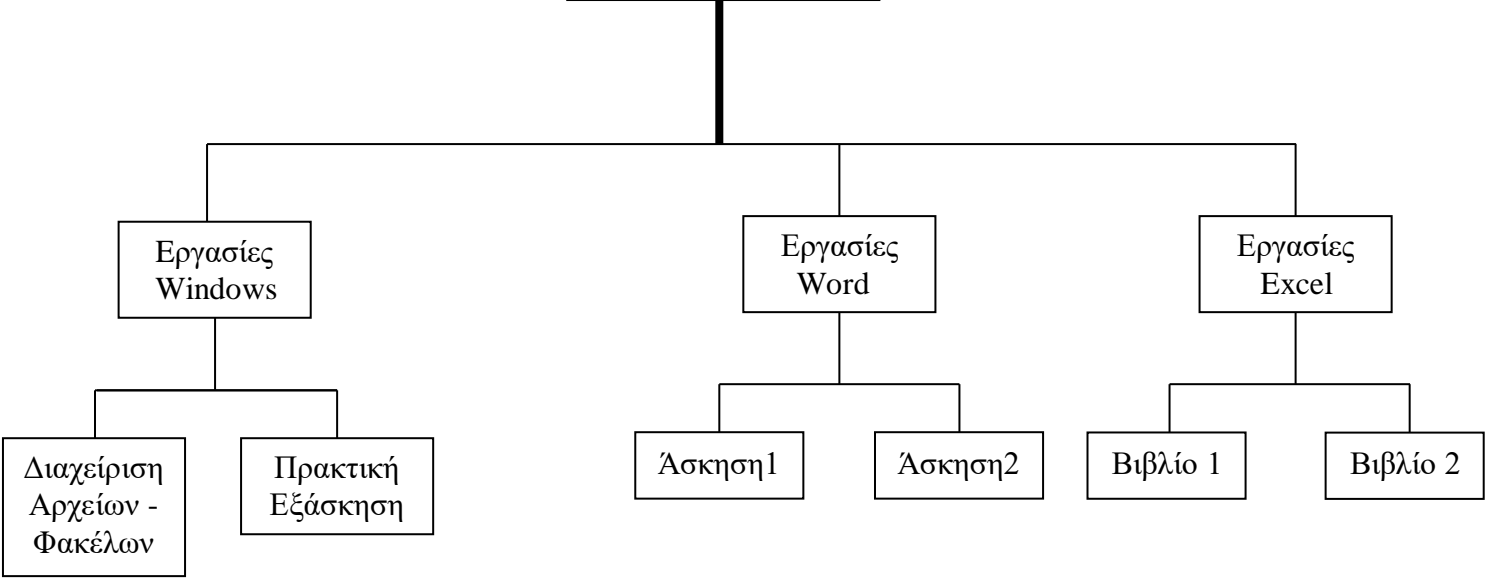 Εργασίες
Windows
Εργασίες
Word
Εργασίες
Excel
Διαχείριση
Αρχείων -
Φακέλων
Πρακτική
Εξάσκηση
Άσκηση1
Άσκηση2
Βιβλίο 1
Βιβλίο 2